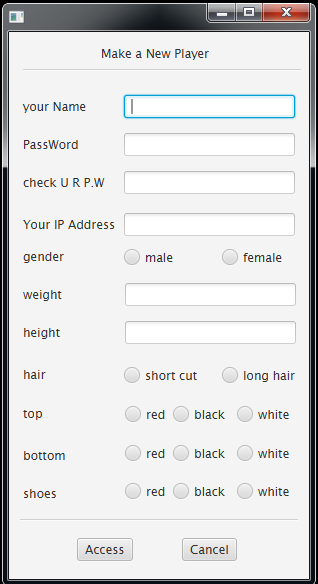 Make a New Player
your Name
PassWord
check U R P.W
Your IP Address
gender male female
weight
height
hair short cut long hair
top red black white
bottom red black white
shoes red black white
Access Cancel